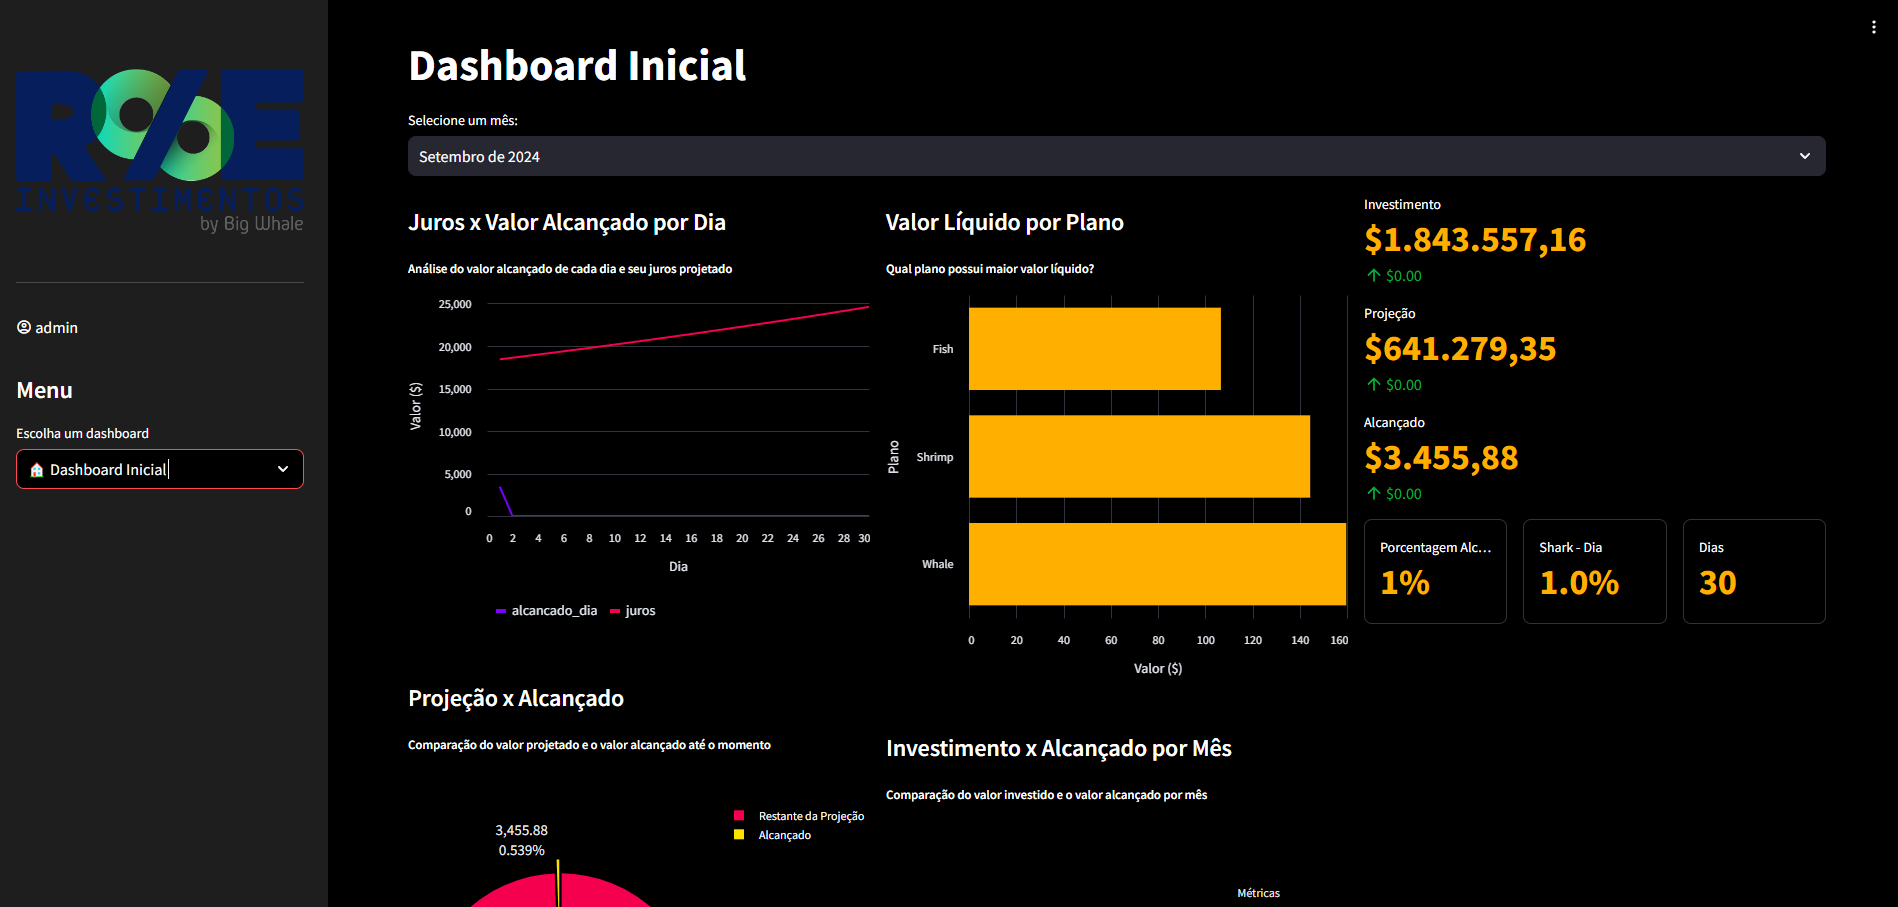 R%E
INVESTIMENTOS
by Big Whale
admin
Menu
Escolha um dashboard
Dashboard Inicial
Dashboard Inicial
Selecione um mês:
Setembro de 2024
Juros x Valor Alcançado por Dia
Análise do valor alcançado de cada dia e seu juros projetado
25,000
20,000
15,000
10,000
5,000
0
Valor ($)
0 2 4 6 8 10 12 14 16 18 20 22 24 26 28 30
Dia
alcancado_dia juros
Valor Líquido por Plano
Qual plano possui maior valor líquido?
Fish
Shrimp
Whale
Plano
0 20 40 60 80 100 120 140 160
Valor ($)
Investimento
$1.843.557,16
↑ $0.00
Projeção
$641.279,35
↑ $0.00
Alcançado
$3.455,88
↑ $0.00
Porcentagem Alc...
1%
Shark - Dia
1.0%
Dias
30
Projeção x Alcançado
Comparação do valor projetado e o valor alcançado até o momento
3,455.88
0.539%
Restante da Projeção
Alcançado
Investimento x Alcançado por Mês
Comparação do valor investido e o valor alcançado por mês
Métricas